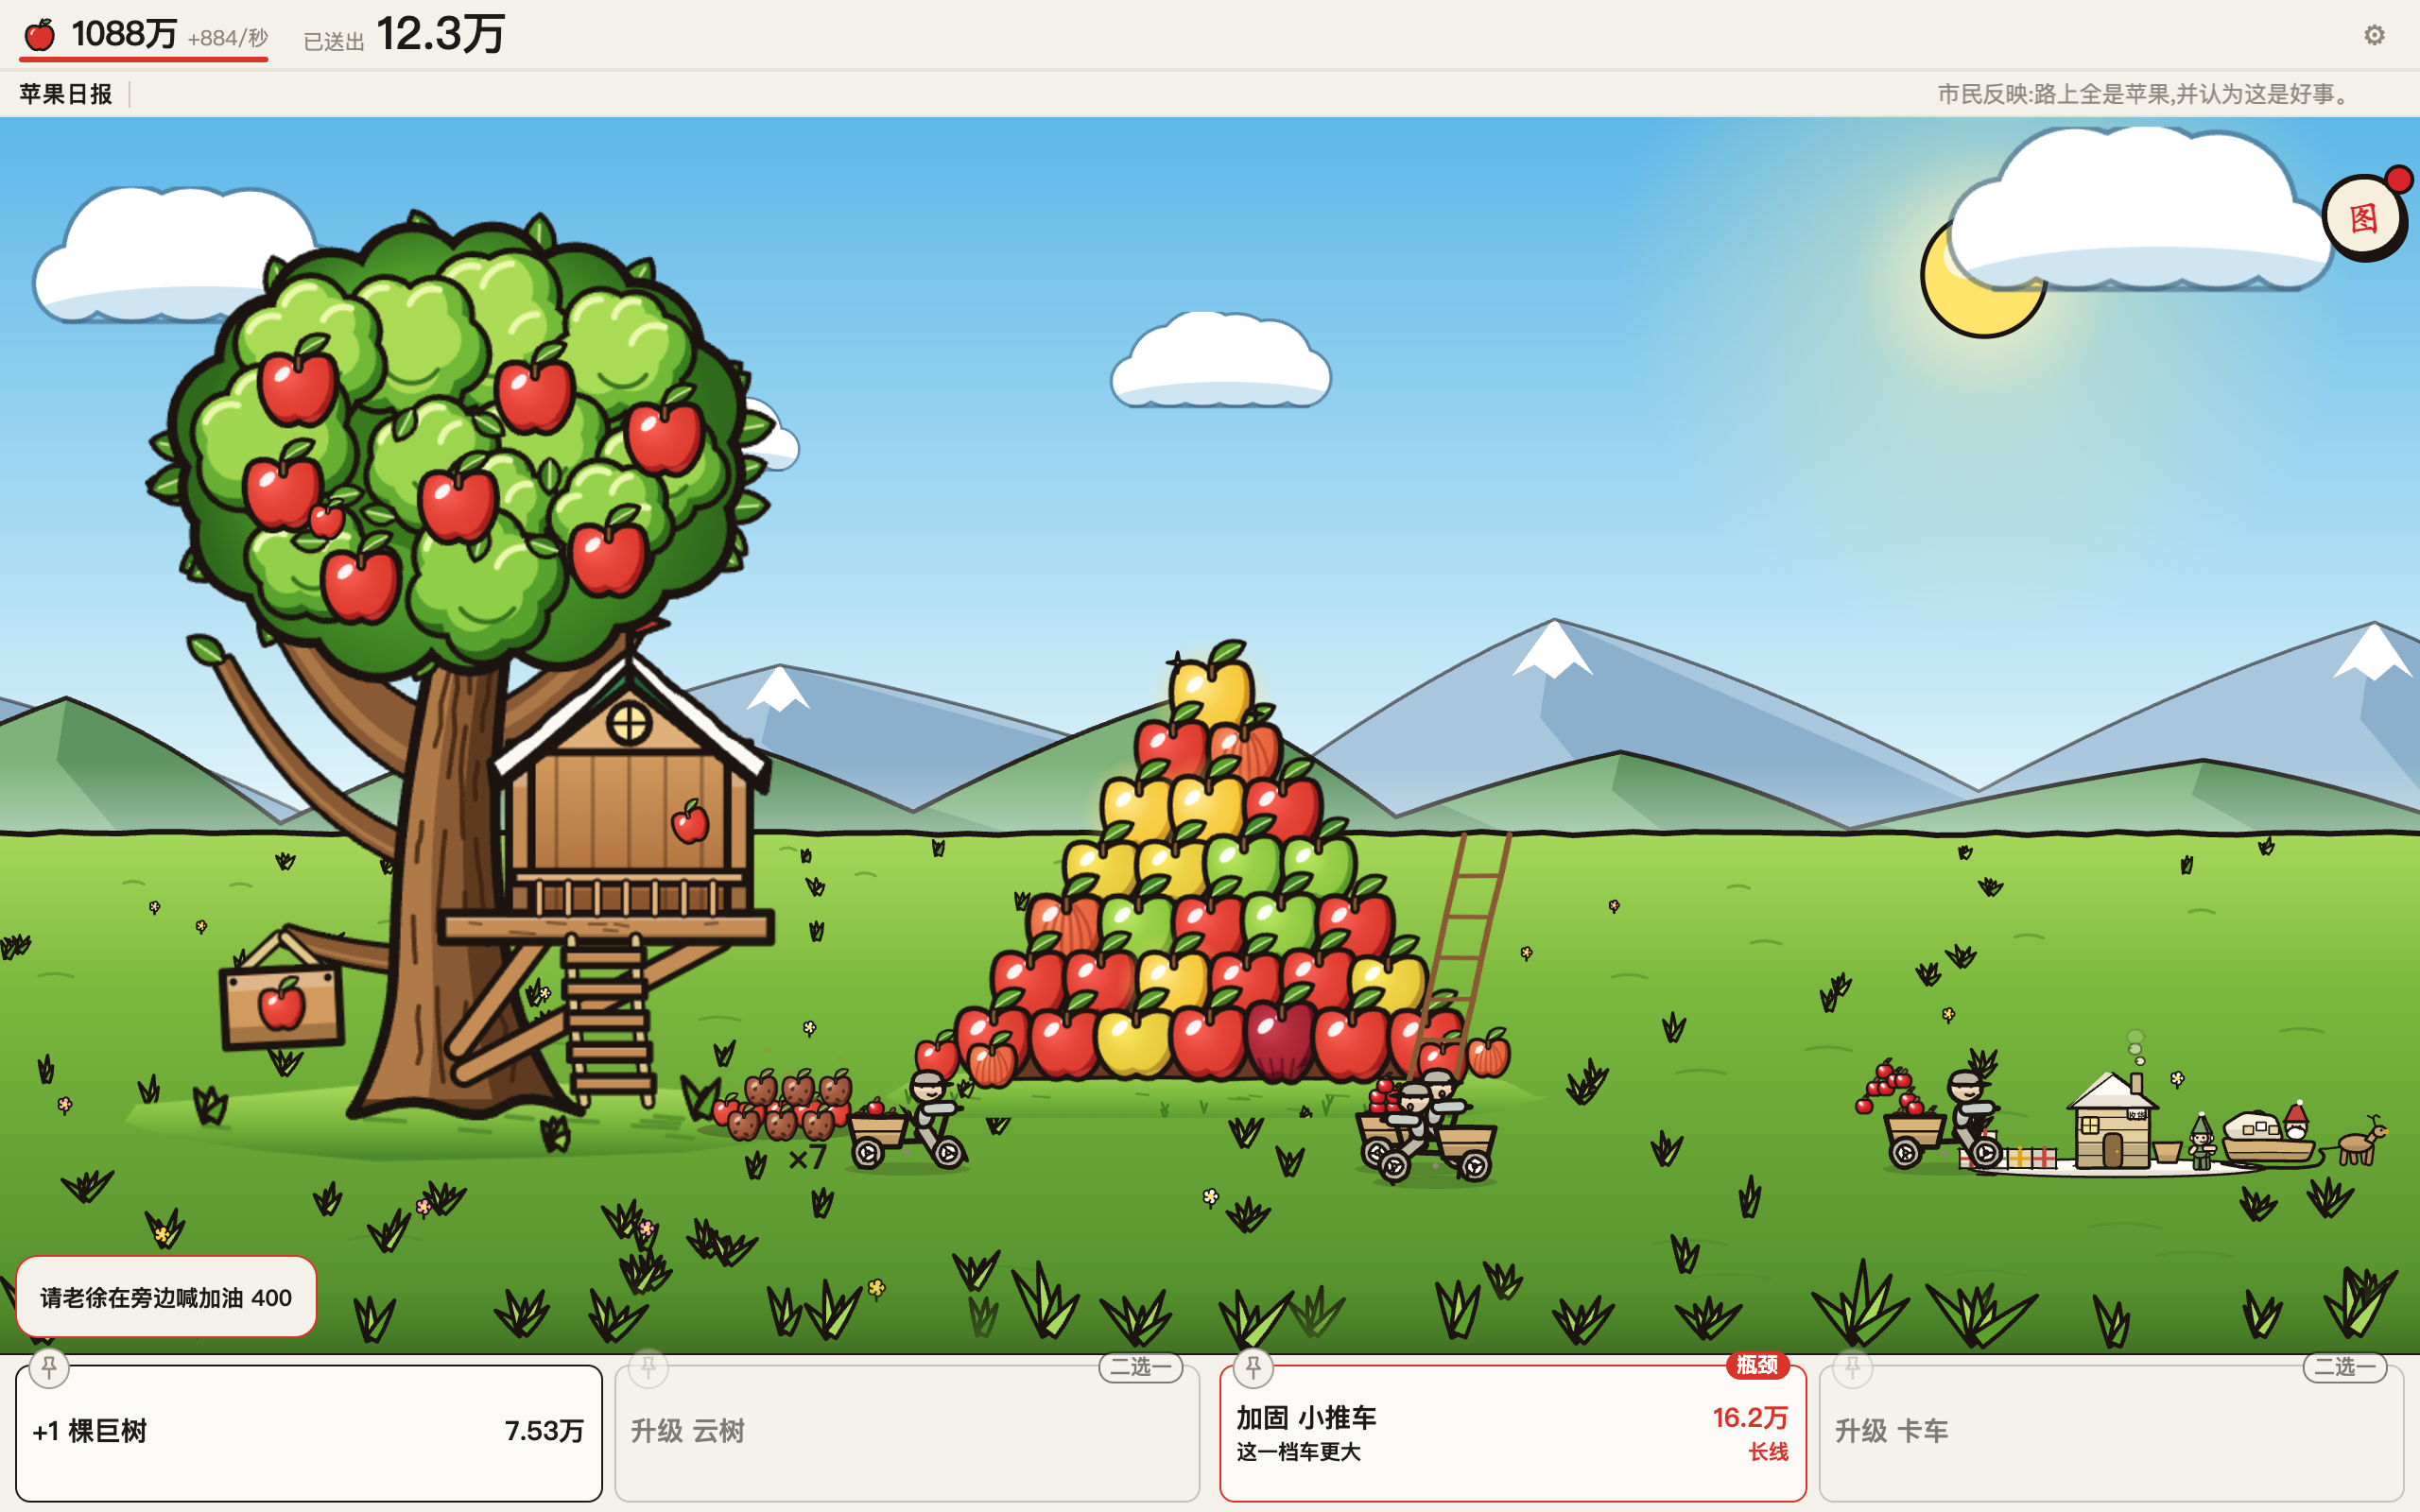 1088万 +884/秒 已送出 12.3万
苹果日报
市民反映:路上全是苹果,并认为这是好事。
图
收货
×7
请老徐在旁边喊加油 400
+1 棵巨树 7.53万
二选一
升级 云树
瓶颈
加固 小推车 16.2万
这一档车更大 长线
二选一
升级 卡车